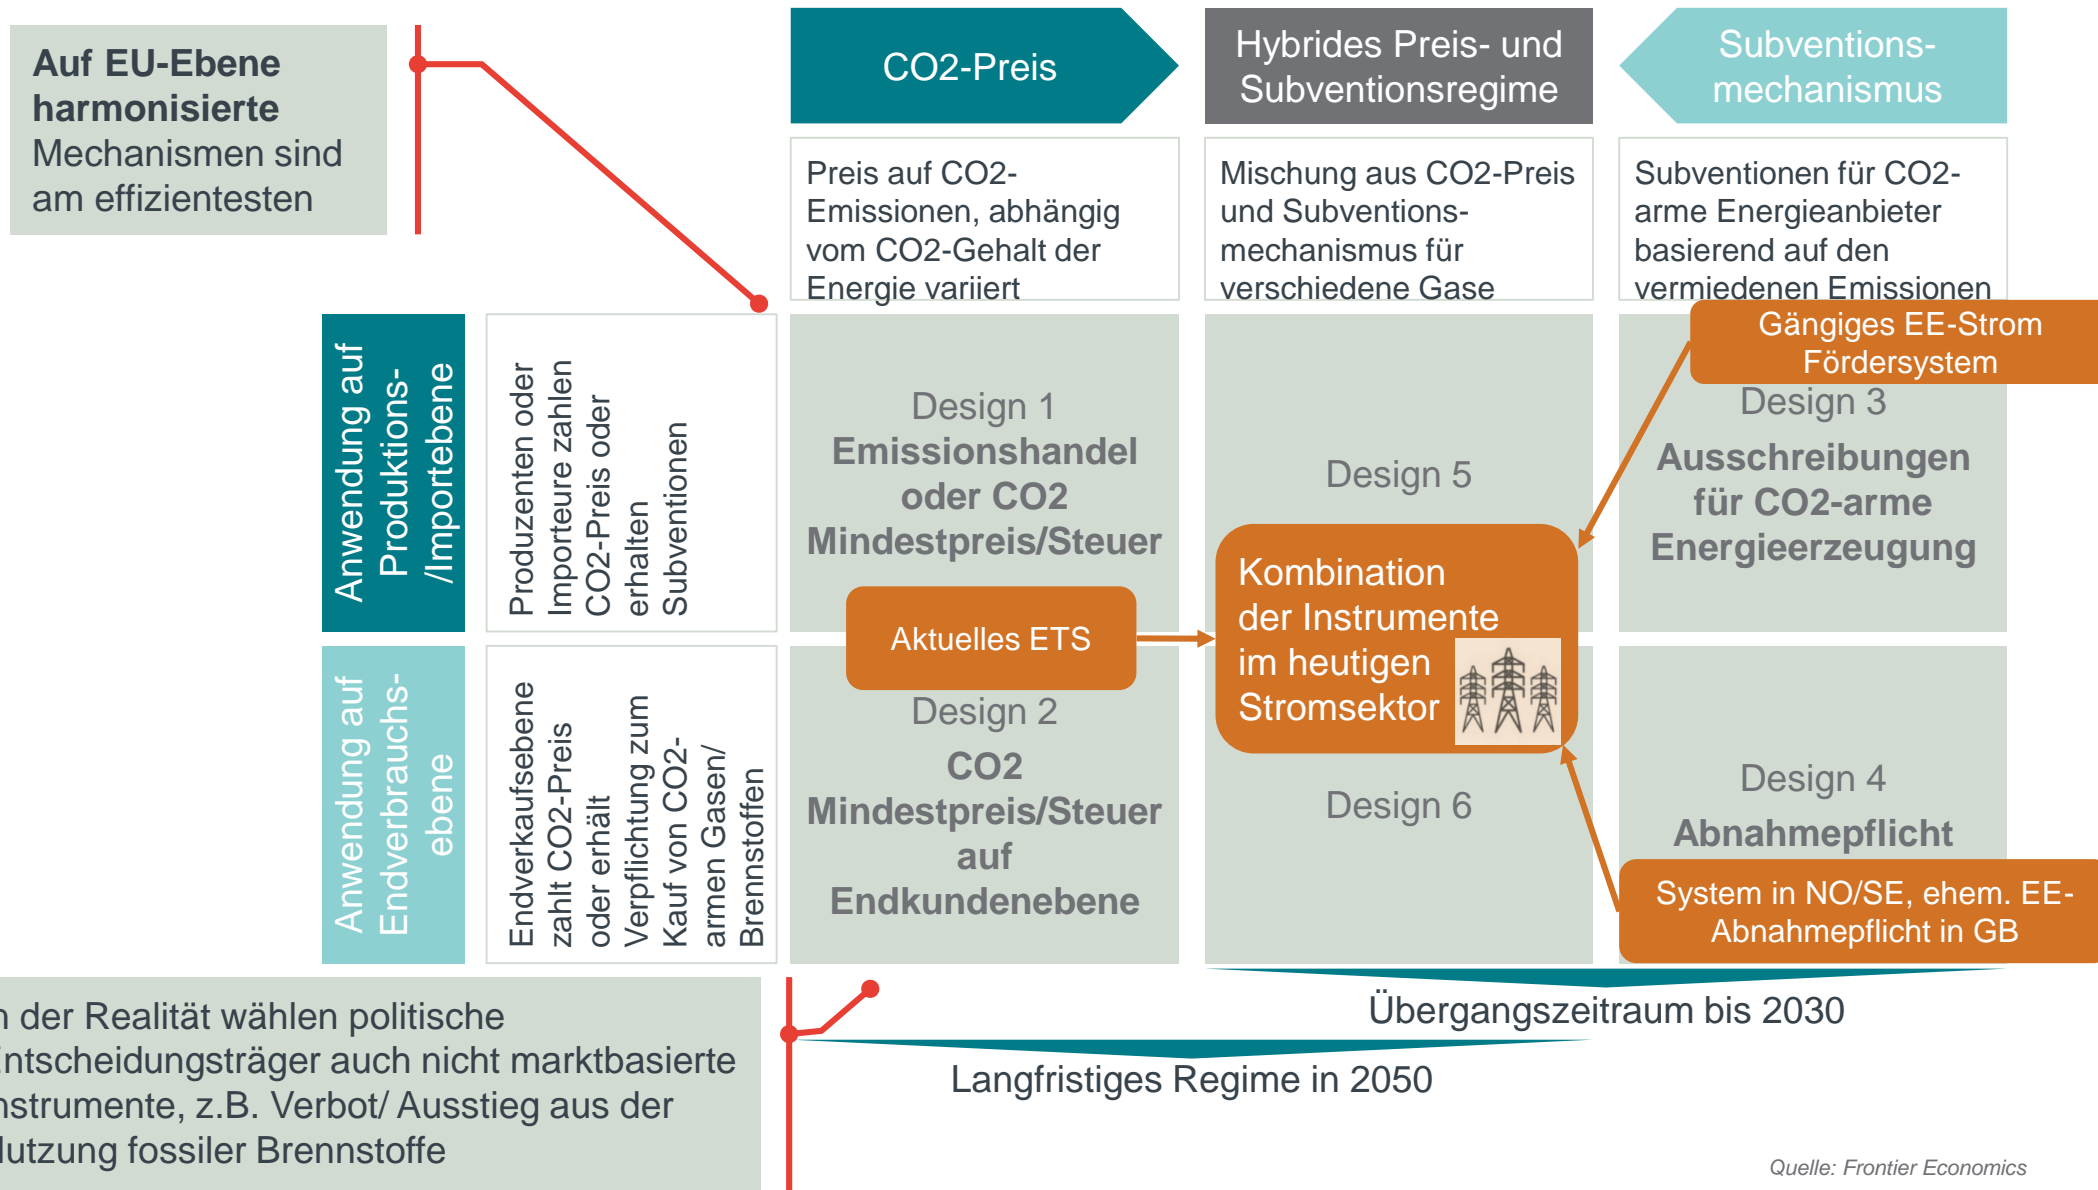 Auf EU-Ebene
harmonisierte
Mechanismen sind
am effizientesten
CO2-Preis
Hybrides Preis- und
Subventionsregime
Subventions-
mechanismus
Preis auf CO2-
Emissionen, abhängig
vom CO2-Gehalt der
Energie variiert
Mischung aus CO2-Preis
und Subventions-
mechanismus für
verschiedene Gase
Subventionen für CO2-
arme Energieanbieter
basierend auf den
vermiedenen Emissionen
Anwendung auf
Produktions-
/Importebene
Produzenten oder
Importeure zahlen
CO2-Preis oder
erhalten
Subventionen
Design 1
Emissionshandel
oder CO2
Mindestpreis/Steuer
Design 5
Gängiges EE-Strom
Fördersystem
Design 3
Ausschreibungen
für CO2-arme
Energieerzeugung
Aktuelles ETS
Kombination
der Instrumente
im heutigen
Stromsektor
Anwendung auf
Endverbrauchs-
ebene
Endverkaufsebene
zahlt CO2-Preis
oder erhält
Verpflichtung zum
Kauf von CO2-
armen Gasen/
Brennstoffen
Design 2
CO2
Mindestpreis/Steuer
auf
Endkundenebene
Design 6
Design 4
Abnahmepflicht
System in NO/SE, ehem. EE-
Abnahmepflicht in GB
n der Realität wählen politische
Entscheidungsträger auch nicht marktbasierte
nstrumente, z.B. Verbot/ Ausstieg aus der
Nutzung fossiler Brennstoffe
Übergangszeitraum bis 2030
Langfristiges Regime in 2050
Quelle: Frontier Economics